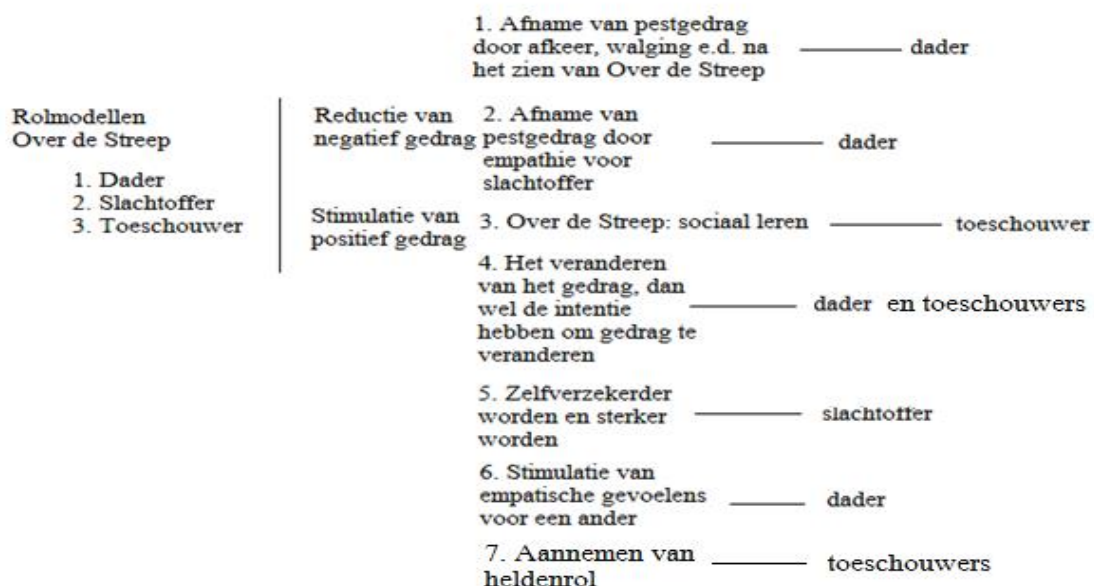 1. Afname van pestgedrag
door afkeer, walging e.d. na
het zien van Over de Streep
dader
Rolmodellen
Over de Streep
1. Dader
2. Slachtoffer
3. Toeschouwer
Reductie van
negatief gedrag
Stimulatie van
positief gedrag
2. Afname van
pestgedrag door
empathie voor
slachtoffer
dader
3. Over de Streep: sociaal leren
toeschouwer
4. Het veranderen
van het gedrag, dan
wel de intentie
hebben om gedrag te
veranderen
dader en toeschouwers
5. Zelfverzekerder
worden en sterker
worden
slachtoffer
6. Stimulatie van
empatische gevoelens
voor een ander
dader
7. Aannemen van
heldenrol
toeschouwers